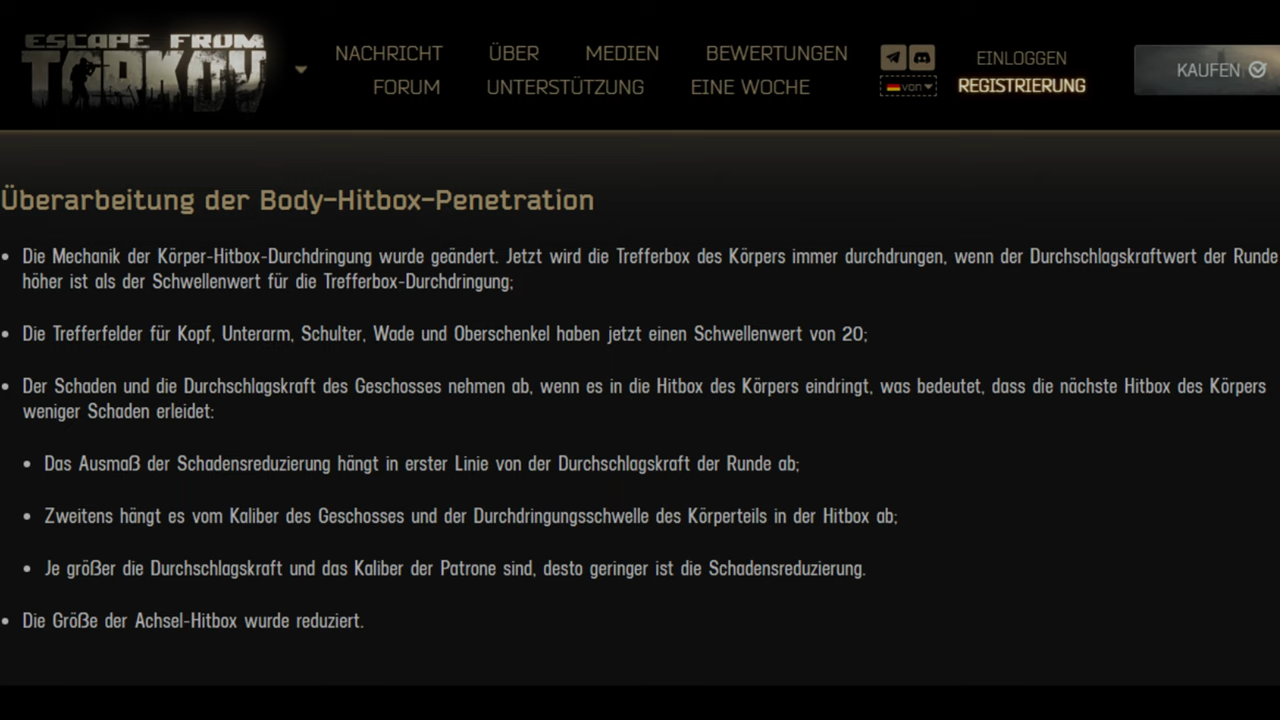 ESCAPE FROM
TARKOV
NACHRICHT ÜBER MEDIEN BEWERTUNGEN
FORUM UNTERSTÜTZUNG EINE WOCHE
von
EINLOGGEN
REGISTRIERUNG
KAUFEN
Überarbeitung der Body-Hitbox-Penetration
• Die Mechanik der Körper-Hitbox-Durchdringung wurde geändert. Jetzt wird die Trefferbox des Körpers immer durchdrungen, wenn der Durchschlagskraftwert der Runde
höher ist als der Schwellenwert für die Trefferbox-Durchdringung;
• Die Trefferfelder für Kopf, Unterarm, Schulter, Wade und Oberschenkel haben jetzt einen Schwellenwert von 20;
• Der Schaden und die Durchschlagskraft des Geschosses nehmen ab, wenn es in die Hitbox des Körpers eindringt, was bedeutet, dass die nächste Hitbox des Körpers
weniger Schaden erleidet:
• Das Ausmaß der Schadensreduzierung hängt in erster Linie von der Durchschlagskraft der Runde ab;
• Zweitens hängt es vom Kaliber des Geschosses und der Durchdringungsschwelle des Körperteils in der Hitbox ab;
• Je größer die Durchschlagskraft und das Kaliber der Patrone sind, desto geringer ist die Schadensreduzierung.
• Die Größe der Achsel-Hitbox wurde reduziert.